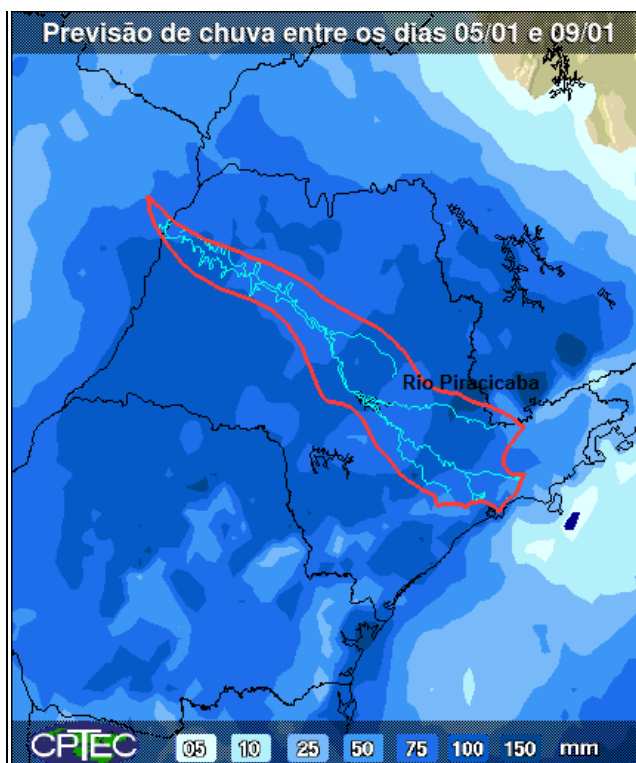 Previsão de chuva entre os dias 05/01 e 09/01
Rio Piracicaba
CPTEC 05 10 25 50 75 100 150 mm